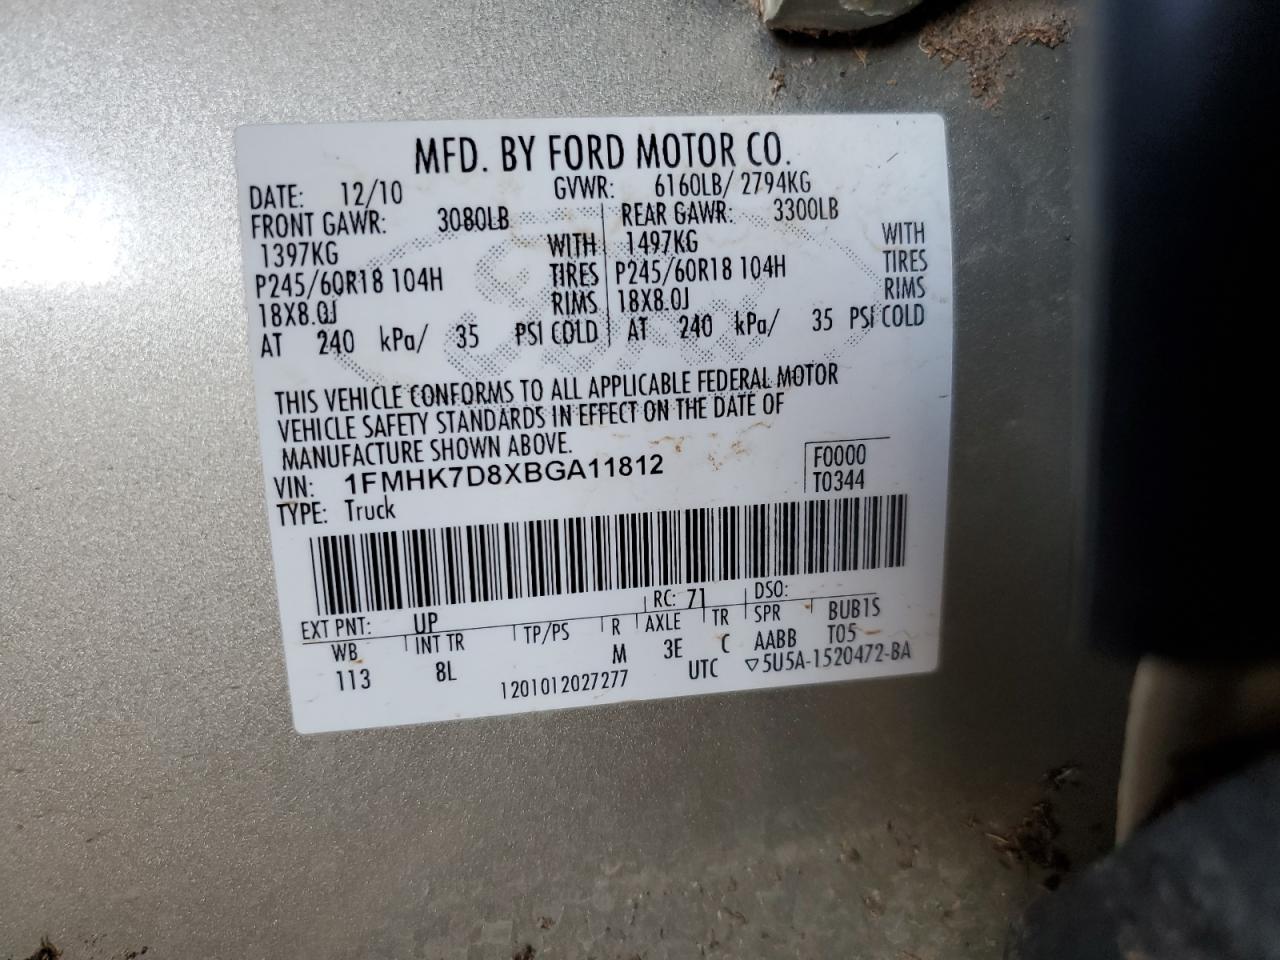 MFD. BY FORD MOTOR CO.
DATE: 12/10 GVWR: 6160LB/ 2794KG
FRONT GAWR: 3080LB REAR GAWR: 3300LB
1397KG WITH 1497KG WITH
P245/60R18 104H TIRES P245/60R18 104H TIRES
18X8.0J RIMS 18X8.0J RIMS
AT 240 kPa/ 35 PSI COLD AT 240 kPa/ 35 PSI COLD
THIS VEHICLE CONFORMS TO ALL APPLICABLE FEDERAL MOTOR
VEHICLE SAFETY STANDARDS IN EFFECT ON THE DATE OF
MANUFACTURE SHOWN ABOVE.
VIN: 1FMHK7D8XBGA11812 F0000
TYPE: Truck T0344
EXT PNT: UP RC: 71 DSO:
WB INT TR TP/PS R AXLE TR SPR BUB1S
113 8L M 3E C AABB T05
1201012027277 UTC ▽5U5A-1520472-BA